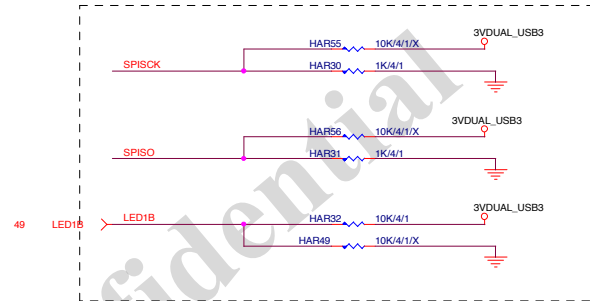 3VDUAL_USB3
HAR55 10K/4/1/X
SPISCK HAR30 1K/4/1
3VDUAL_USB3
HAR56 10K/4/1/X
SPISO HAR31 1K/4/1
3VDUAL_USB3
49 LED1B LED1B HAR32 10K/4/1
HAR49 10K/4/1/X
fidential